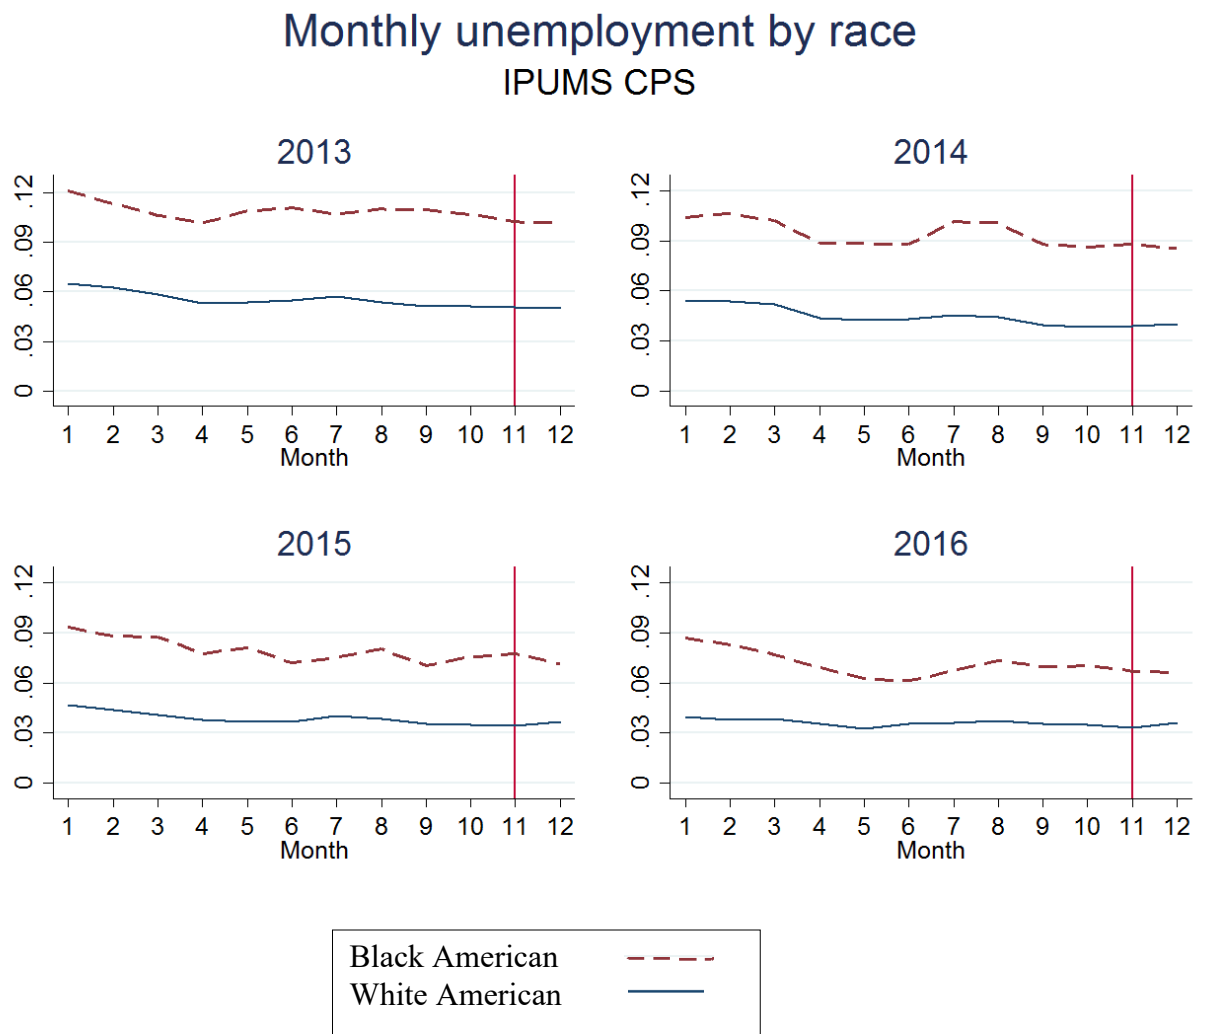 Monthly unemployment by race
IPUMS CPS
2013
.12
.09
.06
.03
0
1 2 3 4 5 6 7 8 9 10 11 12
Month
2014
.12
.09
.06
.03
0
1 2 3 4 5 6 7 8 9 10 11 12
Month
2015
.12
.09
.06
.03
0
1 2 3 4 5 6 7 8 9 10 11 12
Month
2016
.12
.09
.06
.03
0
1 2 3 4 5 6 7 8 9 10 11 12
Month
Black American
White American